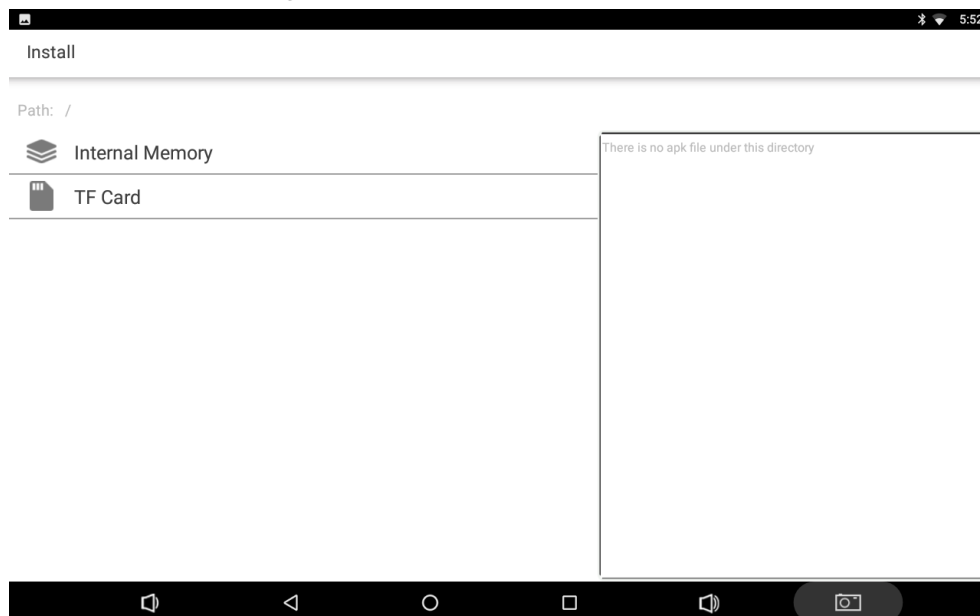 5:52
Install
Path: /
Internal Memory
TF Card
There is no apk file under this directory